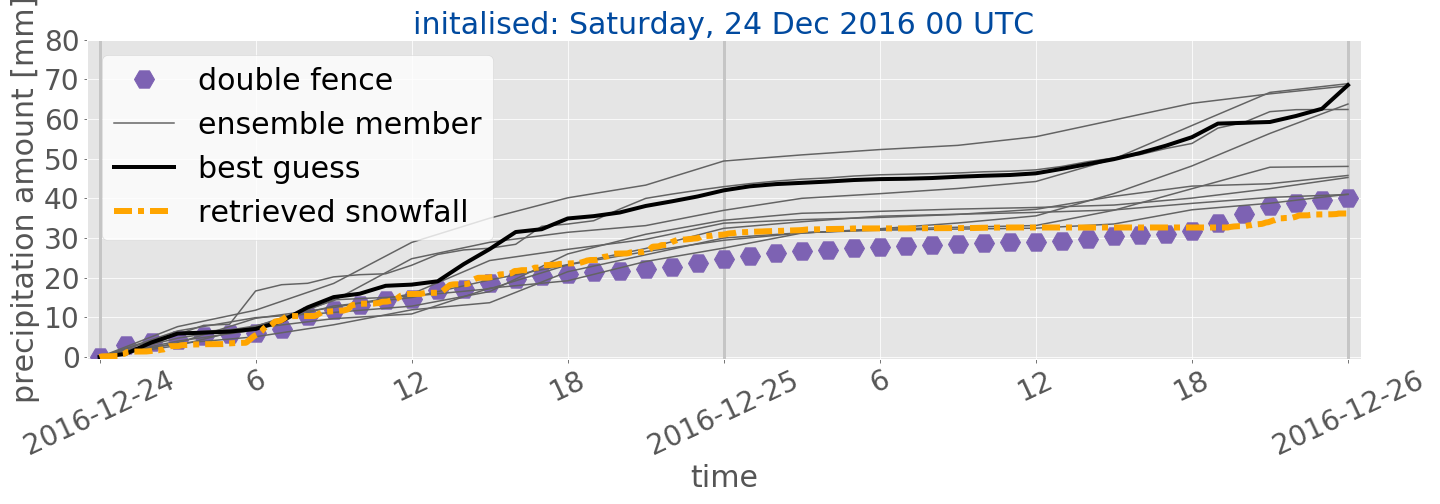 initalised: Saturday, 24 Dec 2016 00 UTC
precipitation amount [mm]
80
70
60
50
40
30
20
10
0
double fence
ensemble member
best guess
retrieved snowfall
2016-12-24
6
12
18
2016-12-25
6
12
18
2016-12-26
time